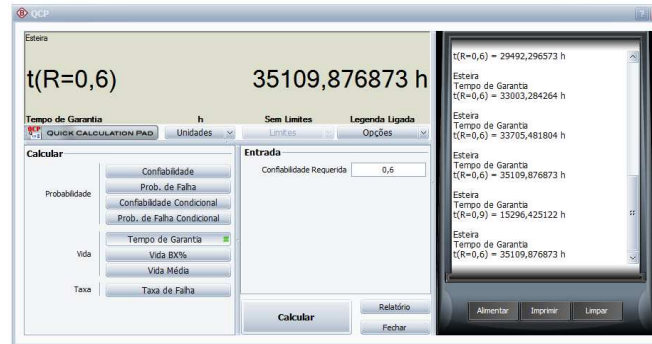 QCP
Esteira
t(R=0,6) 35109,876873 h
Tempo de Garantia h Sem Limites Legenda Ligada
QCP QUICK CALCULATION PAD Unidades Limites Opções
Calcular
Probabilidade
Confiabilidade
Prob. de Falha
Confiabilidade Condicional
Prob. de Falha Condicional
Vida
Tempo de Garantia
Vida BX%
Vida Média
Taxa
Taxa de Falha
Entrada
Confiabilidade Requerida 0,6
Calcular
Relatório
Fechar
t(R=0,6) = 29492,296573 h
Esteira
Tempo de Garantia
t(R=0,6) = 33003,284264 h
Esteira
Tempo de Garantia
t(R=0,6) = 33705,481804 h
Esteira
Tempo de Garantia
t(R=0,6) = 35109,876873 h
Esteira
Tempo de Garantia
t(R=0,9) = 15296,425122 h
Esteira
Tempo de Garantia
t(R=0,6) = 35109,876873 h
Alimentar Imprimir Limpar